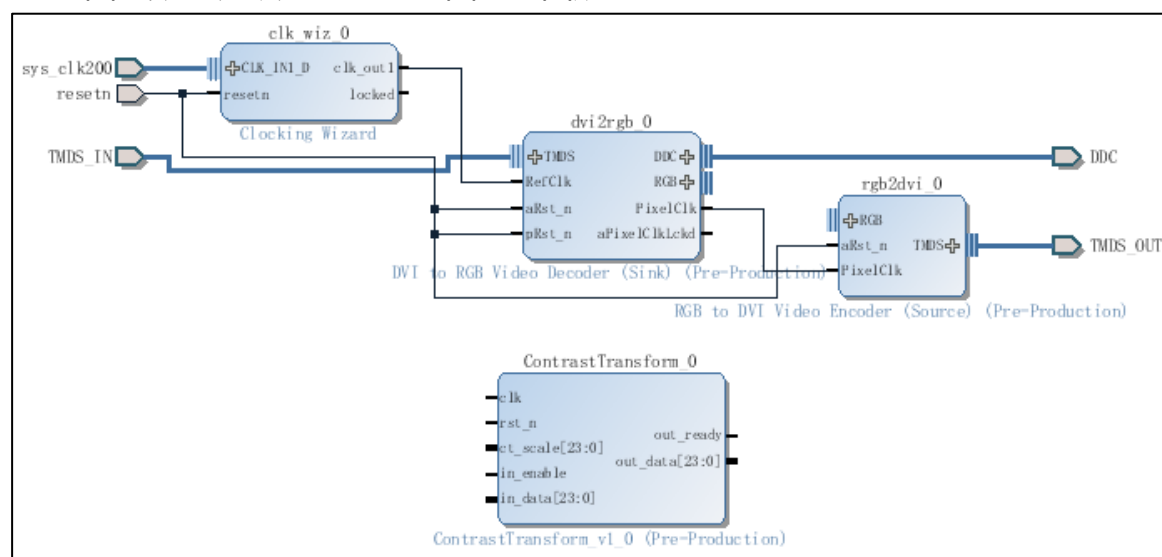 clk_wiz_0
sys_clk200
CLK_IN1_D clk_out1
resetn
resetn locked
Clocking Wizard
dvi2rgb_0
TMDS_IN
TMDS DDC
DDC
RefClk RGB
rgb2dvi_0
aRst_n PixelClk
RGB
pRst_n aPixelClkLckd
aRst_n TMDS
TMDS_OUT
DVI to RGB Video Decoder (Sink) (Pre-Production)
PixelClk
RGB to DVI Video Encoder (Source) (Pre-Production)
ContrastTransform_0
clk
rst_n
out_ready
ct_scale[23:0]
out_data[23:0]
in_enable
in_data[23:0]
ContrastTransform_v1_0 (Pre-Production)